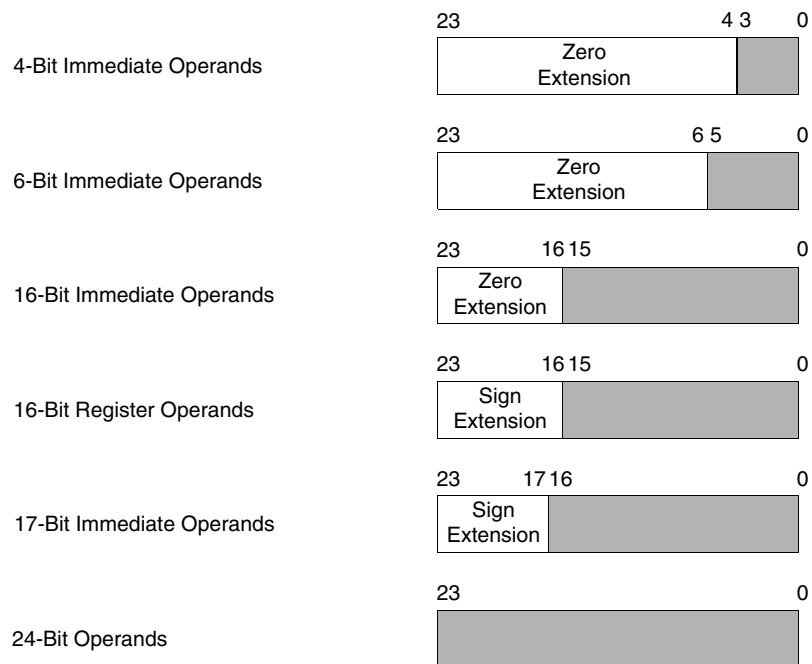 23 4 3 0
4-Bit Immediate Operands
Zero
Extension
23 6 5 0
6-Bit Immediate Operands
Zero
Extension
23 16 15 0
16-Bit Immediate Operands
Zero
Extension
23 16 15 0
16-Bit Register Operands
Sign
Extension
23 17 16 0
17-Bit Immediate Operands
Sign
Extension
23 0
24-Bit Operands